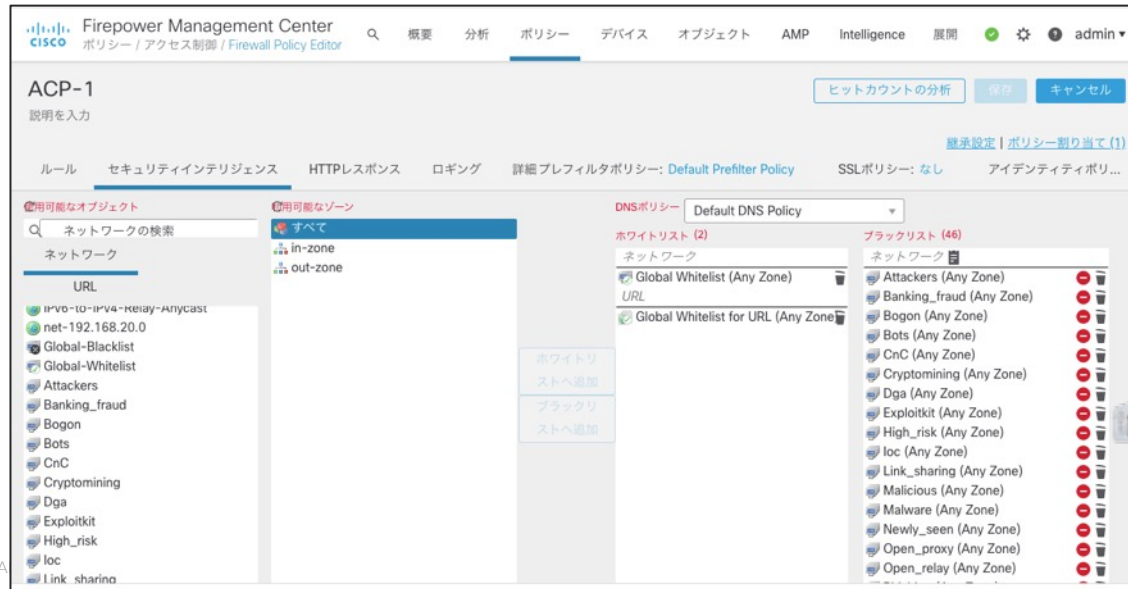 Firepower Management Center
CISCO ポリシー / アクセス制御 / Firewall Policy Editor
概要 分析 ポリシー デバイス オブジェクト AMP Intelligence 展開 admin
ACP-1
説明を入力
ヒットカウントの分析 保存 キャンセル
継承設定 | ポリシー割り当て (1)
ルール セキュリティインテリジェンス HTTPレスポンス ロギング 詳細 プレフィルタポリシー: Default Prefilter Policy SSLポリシー: なし アイデンティティポリ...
用可能なオブジェクト
ネットワークの検索
ネットワーク
URL
IPv6-to-IPv4-Relay-Anycast
net-192.168.20.0
Global-Blacklist
Global-Whitelist
Attackers
Banking_fraud
Bogon
Bots
CnC
Cryptomining
Dga
Exploitkit
High_risk
Ioc
Link_sharing
用可能なゾーン
すべて
in-zone
out-zone
ホワイトリ
ストへ追加
ブラックリ
ストへ追加
DNSポリシー Default DNS Policy
ホワイトリスト (2)
ネットワーク
Global Whitelist (Any Zone)
URL
Global Whitelist for URL (Any Zone
ブラックリスト (46)
ネットワーク
Attackers (Any Zone)
Banking_fraud (Any Zone)
Bogon (Any Zone)
Bots (Any Zone)
CnC (Any Zone)
Cryptomining (Any Zone)
Dga (Any Zone)
Exploitkit (Any Zone)
High_risk (Any Zone)
Ioc (Any Zone)
Link_sharing (Any Zone)
Malicious (Any Zone)
Malware (Any Zone)
Newly_seen (Any Zone)
Open_proxy (Any Zone)
Open_relay (Any Zone)